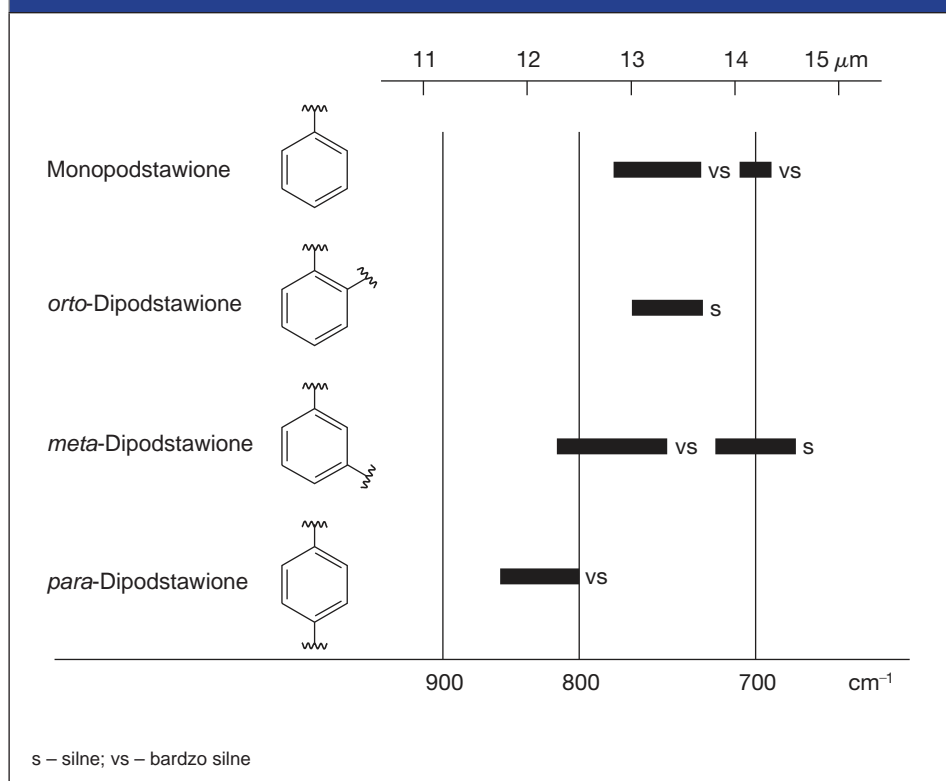 11 12 13 14 15 μm
Monopodstawione vs vs
orto-Dipodstawione s
meta-Dipodstawione vs s
para-Dipodstawione vs
900 800 700 cm⁻¹
s – silne; vs – bardzo silne